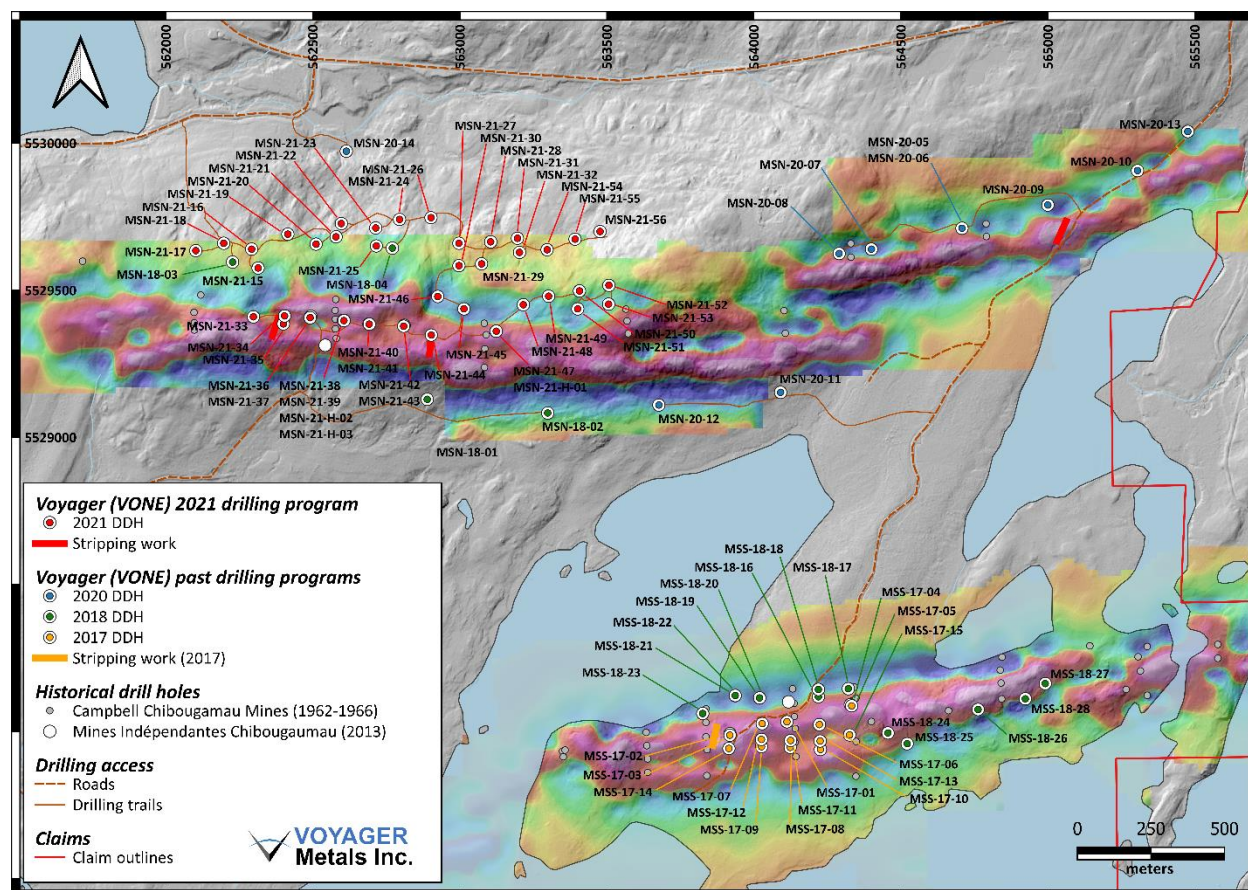 562000
562500
563000
563500
564000
564500
565000
565500
5530000
5529500
5529000
MSN-21-27
MSN-21-30
MSN-21-28
MSN-21-31
MSN-21-32
MSN-21-54
MSN-21-55
MSN-21-56
MSN-21-23
MSN-20-14
MSN-21-22
MSN-21-21
MSN-21-26
MSN-21-20
MSN-21-24
MSN-21-19
MSN-21-16
MSN-21-18
MSN-21-17
MSN-18-03
MSN-21-15
MSN-21-25
MSN-18-04
MSN-21-29
MSN-21-46
MSN-20-05
MSN-20-06
MSN-20-07
MSN-20-08
MSN-20-09
MSN-20-10
MSN-20-13
MSN-21-52
MSN-21-53
MSN-21-50
MSN-21-51
MSN-21-49
MSN-21-48
MSN-21-45
MSN-21-47
MSN-21-H-01
MSN-21-44
MSN-21-33
MSN-21-34
MSN-21-35
MSN-21-40
MSN-21-41
MSN-21-42
MSN-21-43
MSN-21-36
MSN-21-37
MSN-21-38
MSN-21-39
MSN-21-H-02
MSN-21-H-03
MSN-18-01
MSN-18-02
MSN-20-12
MSN-20-11
Voyager (VONE) 2021 drilling program
2021 DDH
Stripping work
Voyager (VONE) past drilling programs
2020 DDH
2018 DDH
2017 DDH
Stripping work (2017)
Historical drill holes
Campbell Chibougamau Mines (1962-1966)
Mines Indépendantes Chibougaumau (2013)
Drilling access
Roads
Drilling trails
Claims
Claim outlines
VOYAGER
Metals Inc.
MSS-18-18
MSS-18-17
MSS-18-16
MSS-18-20
MSS-18-19
MSS-18-22
MSS-18-21
MSS-18-23
MSS-17-04
MSS-17-05
MSS-17-15
MSS-18-27
MSS-18-28
MSS-18-26
MSS-18-24
MSS-18-25
MSS-17-02
MSS-17-03
MSS-17-14
MSS-17-07
MSS-17-12
MSS-17-09
MSS-17-01
MSS-17-11
MSS-17-08
MSS-17-06
MSS-17-13
MSS-17-10
0 250 500
meters